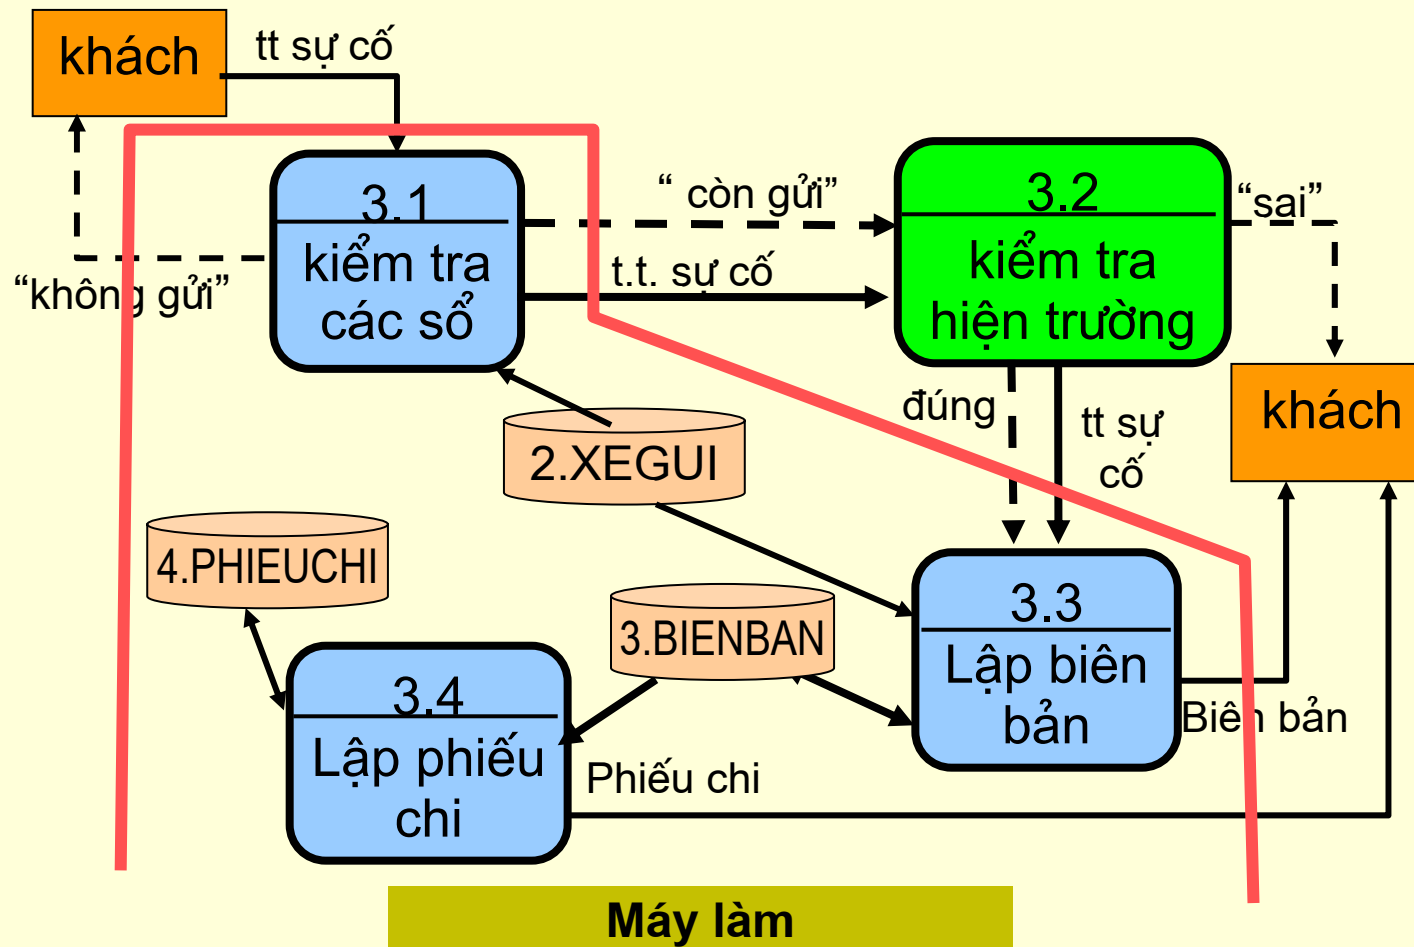 khách
tt sự cố
3.1
kiểm tra
các sổ
“không gửi”
“ còn gửi”
t.t. sự cố
3.2
kiểm tra
hiện trường
“sai”
khách
đúng
tt sự
cố
2.XEGUI
4.PHIEUCHI
3.BIENBAN
3.3
Lập biên
bản
Biên bản
3.4
Lập phiếu
chi
Phiếu chi
Máy làm